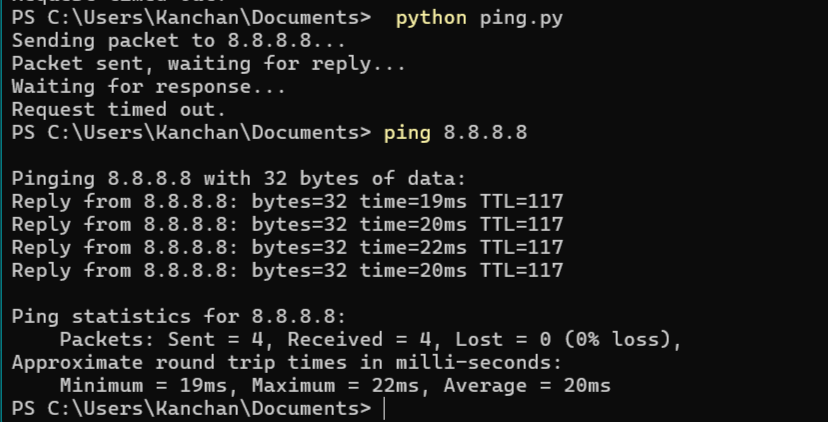 PS C:\Users\Kanchan\Documents>  python ping.py
Sending packet to 8.8.8.8...
Packet sent, waiting for reply...
Waiting for response...
Request timed out.
PS C:\Users\Kanchan\Documents> ping 8.8.8.8

Pinging 8.8.8.8 with 32 bytes of data:
Reply from 8.8.8.8: bytes=32 time=19ms TTL=117
Reply from 8.8.8.8: bytes=32 time=20ms TTL=117
Reply from 8.8.8.8: bytes=32 time=22ms TTL=117
Reply from 8.8.8.8: bytes=32 time=20ms TTL=117

Ping statistics for 8.8.8.8:
    Packets: Sent = 4, Received = 4, Lost = 0 (0% loss),
Approximate round trip times in milli-seconds:
    Minimum = 19ms, Maximum = 22ms, Average = 20ms
PS C:\Users\Kanchan\Documents>